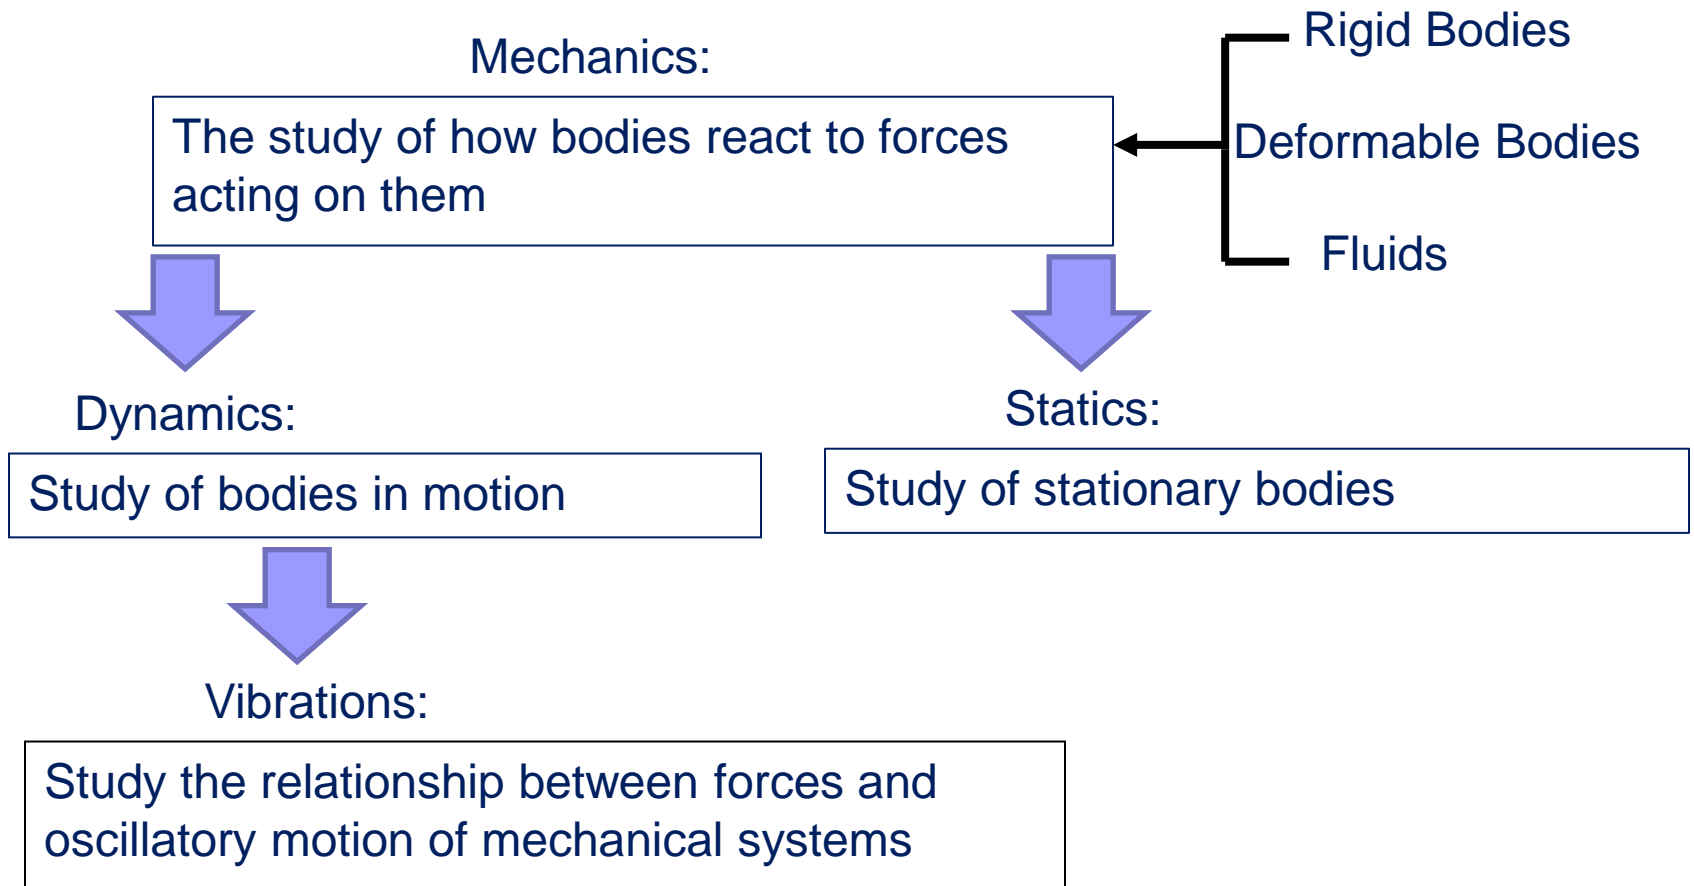 Mechanics:
The study of how bodies react to forces
acting on them
Rigid Bodies
Deformable Bodies
Fluids
Dynamics:
Study of bodies in motion
Statics:
Study of stationary bodies
Vibrations:
Study the relationship between forces and
oscillatory motion of mechanical systems